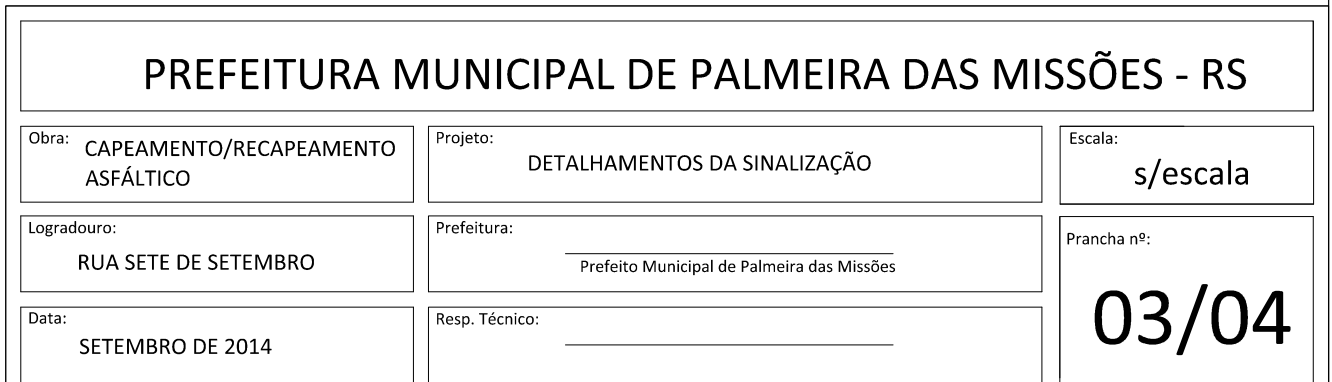 PREFEITURA MUNICIPAL DE PALMEIRA DAS MISSÕES - RS
Obra:
CAPEAMENTO/RECAPEAMENTO
ASFÁLTICO
Projeto:
DETALHAMENTOS DA SINALIZAÇÃO
Escala:
s/escala
Logradouro:
RUA SETE DE SETEMBRO
Prefeitura:
Prefeito Municipal de Palmeira das Missões
Prancha nº:
03/04
Data:
SETEMBRO DE 2014
Resp. Técnico: